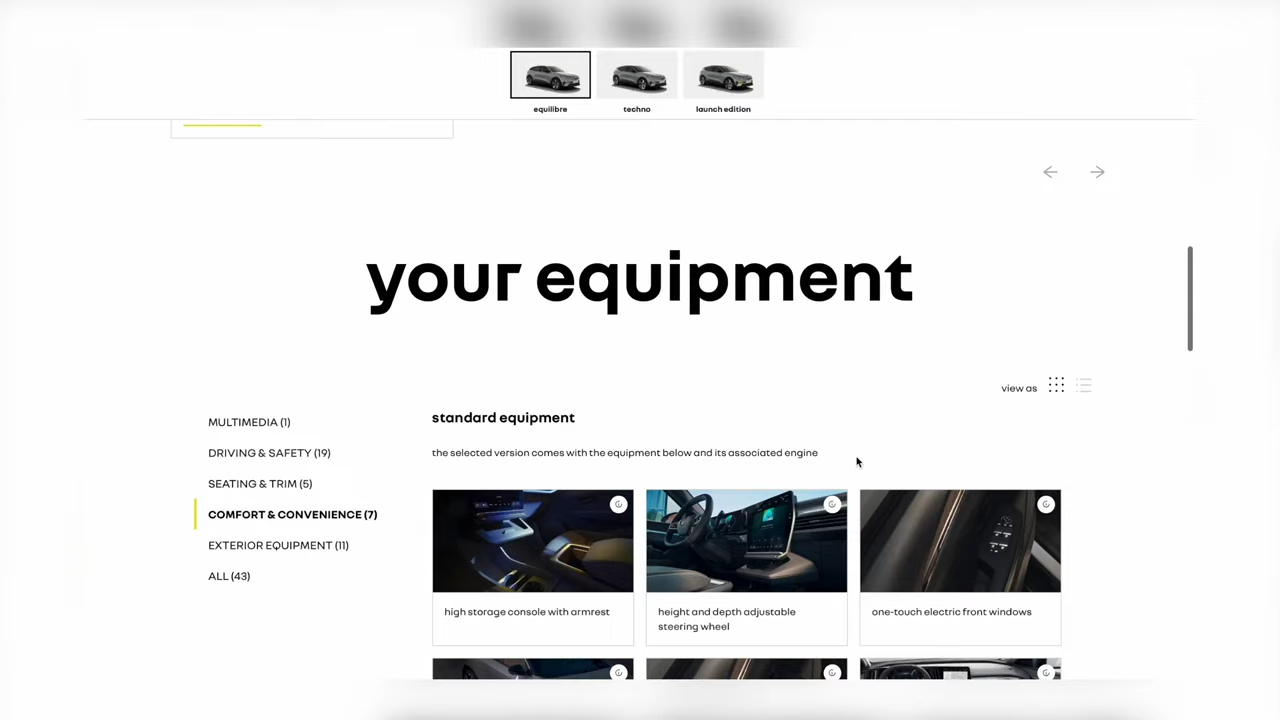 equilibre
techno
launch edition
your equipment
view as
MULTIMEDIA (1)
DRIVING & SAFETY (19)
SEATING & TRIM (5)
COMFORT & CONVENIENCE (7)
EXTERIOR EQUIPMENT (11)
ALL (43)
standard equipment
the selected version comes with the equipment below and its associated engine
high storage console with armrest
height and depth adjustable
steering wheel
one-touch electric front windows